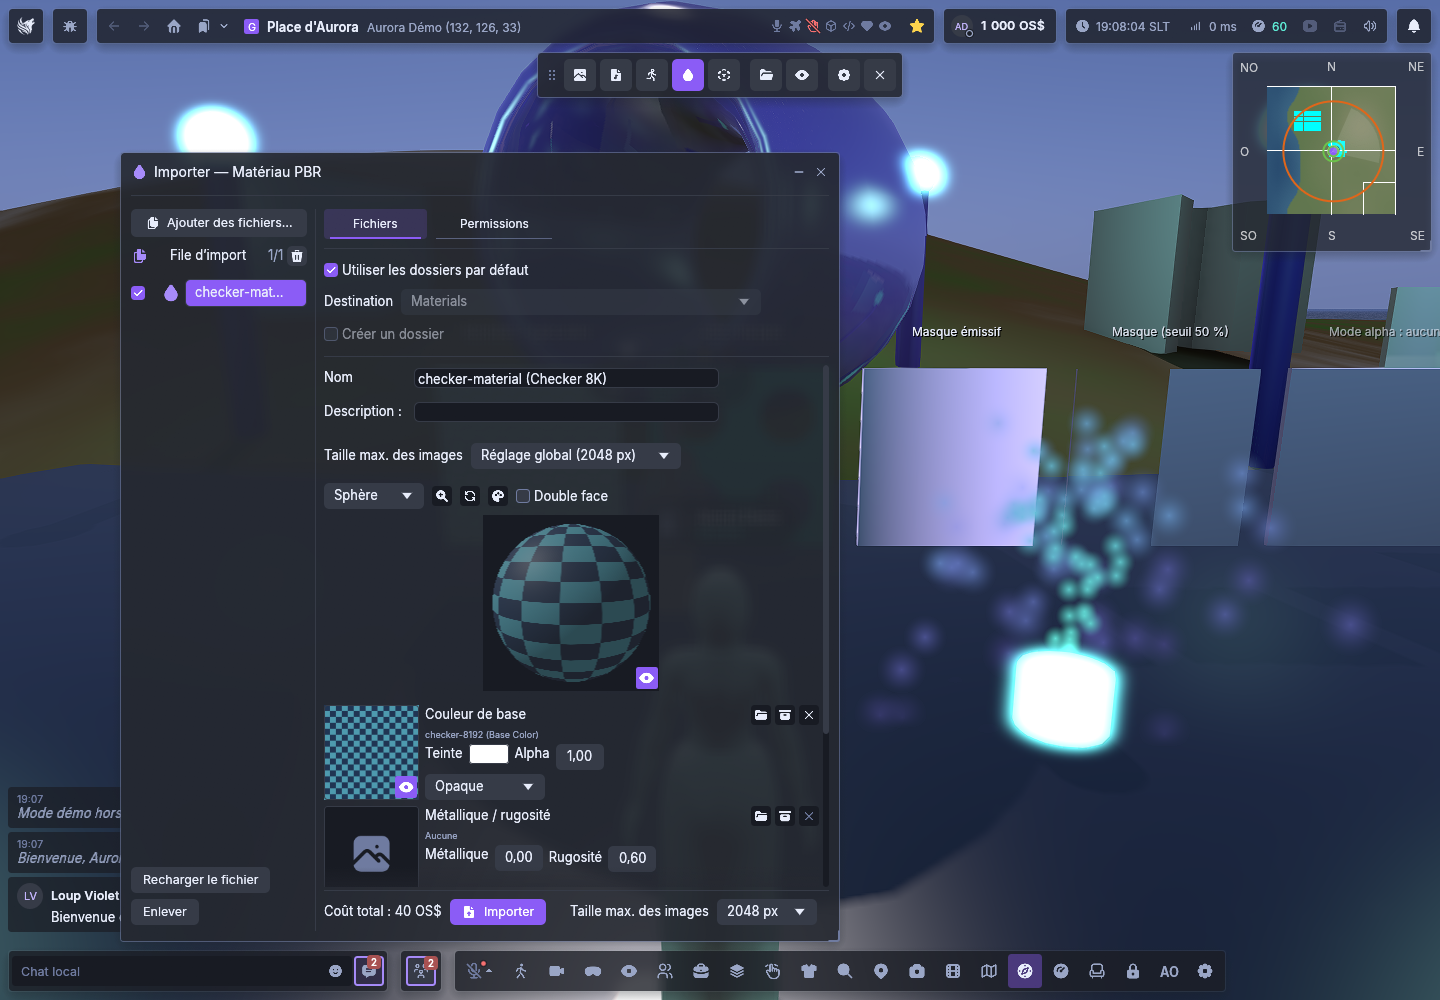 Place d'Aurora Aurora Démo (132, 126, 33)
AD 1 000 OS$
19:08:04 SLT 0 ms 60
NO N NE
O E
SO S SE
Importer — Matériau PBR
Ajouter des fichiers...
File d'import 1/1
checker-mat...
Fichiers Permissions
Utiliser les dossiers par défaut
Destination Materials
Créer un dossier
Nom checker-material (Checker 8K)
Description :
Taille max. des images Réglage global (2048 px)
Sphère Double face
Couleur de base
checker-8192 (Base Color)
Teinte Alpha 1,00
Opaque
Métallique / rugosité
Aucune
Métallique 0,00 Rugosité 0,60
Recharger le fichier
Enlever
Coût total : 40 OS$ Importer Taille max. des images 2048 px
Masque émissif Masque (seuil 50 %) Mode alpha : aucun
19:07
Mode démo hors
19:07
Bienvenue, Auror
LV Loup Violet
Bienvenue
Chat local 2 2 AO